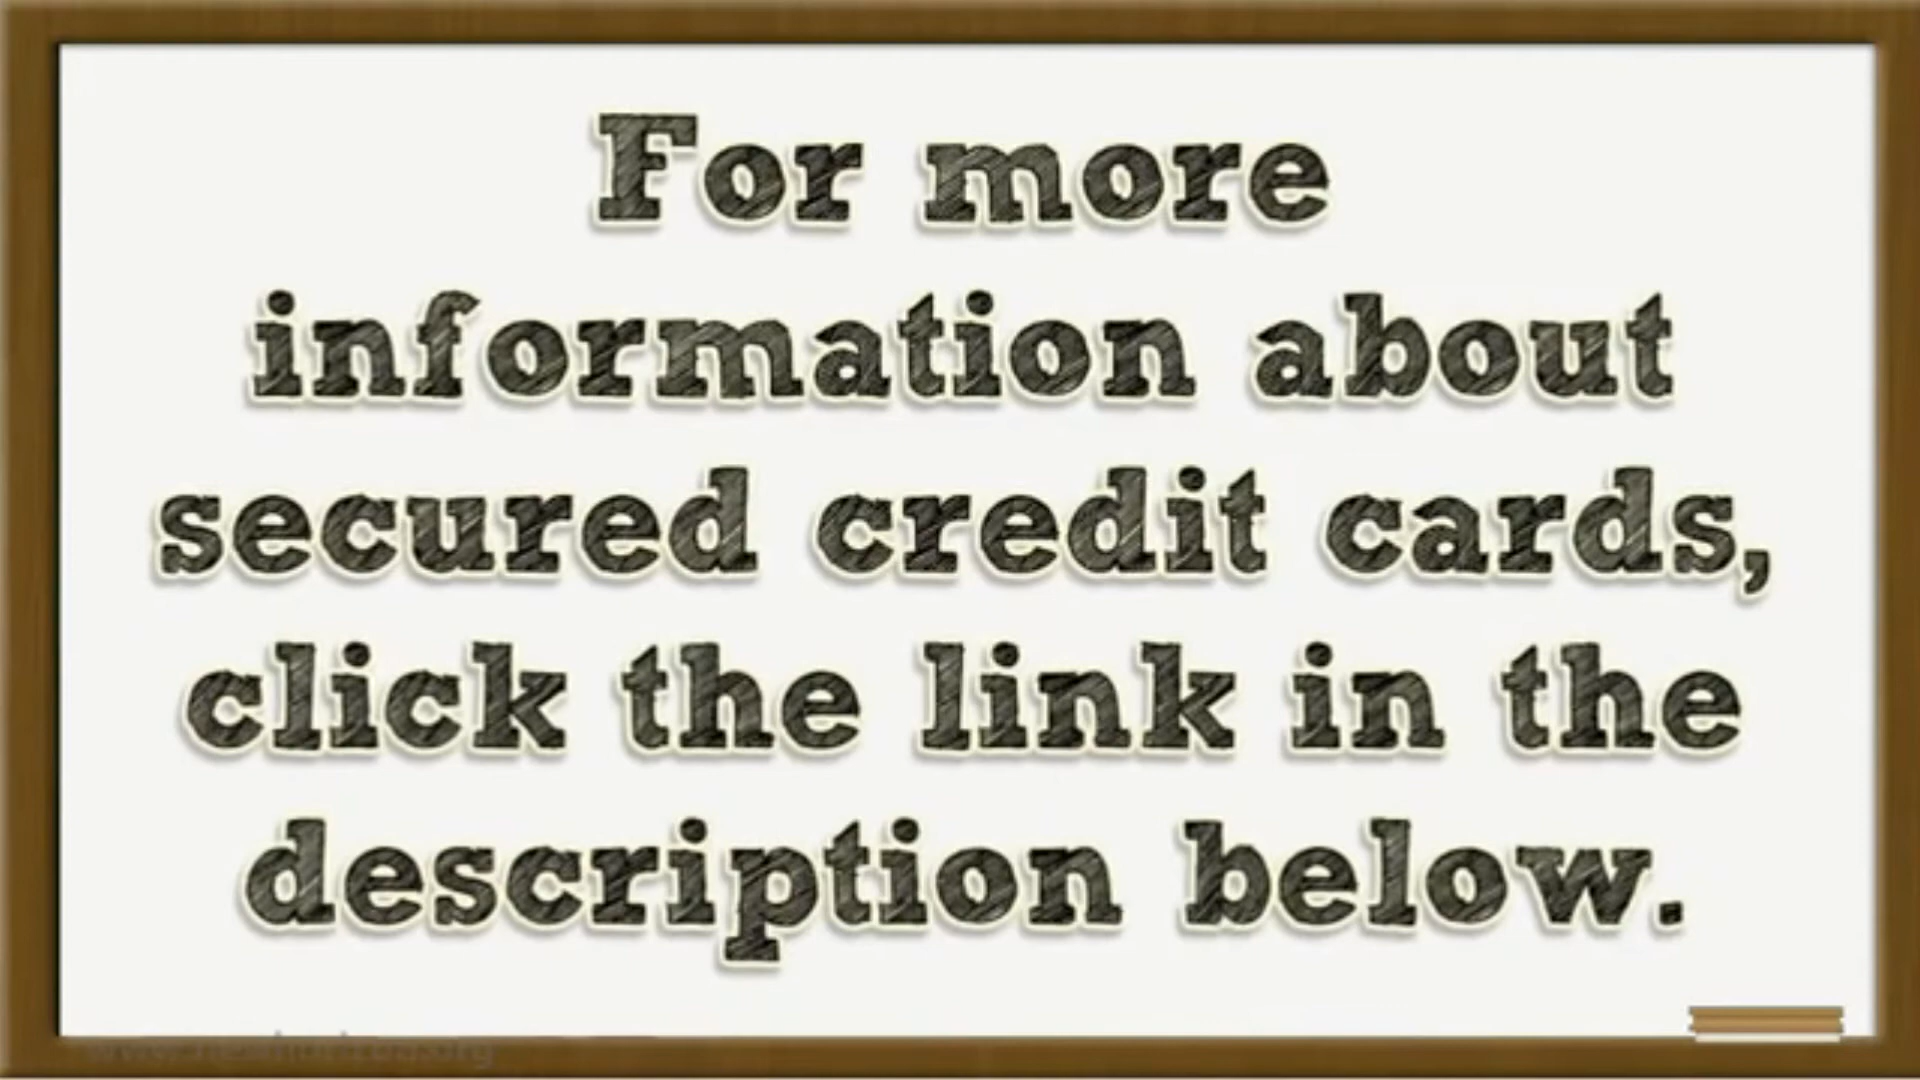 For more
information about
secured credit cards,
click the link in the
description below.